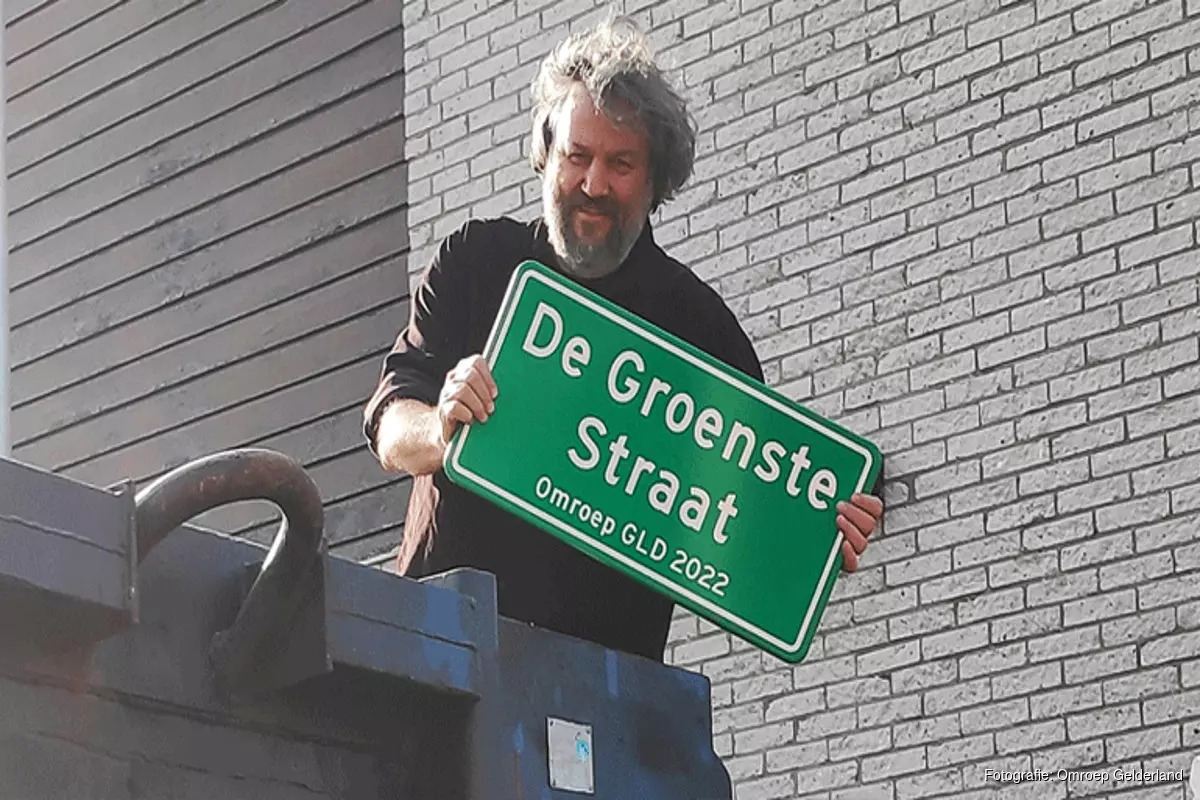 De Groenste
Straat
Omroep GLD 2022
Fotografie: Omroep Gelderland